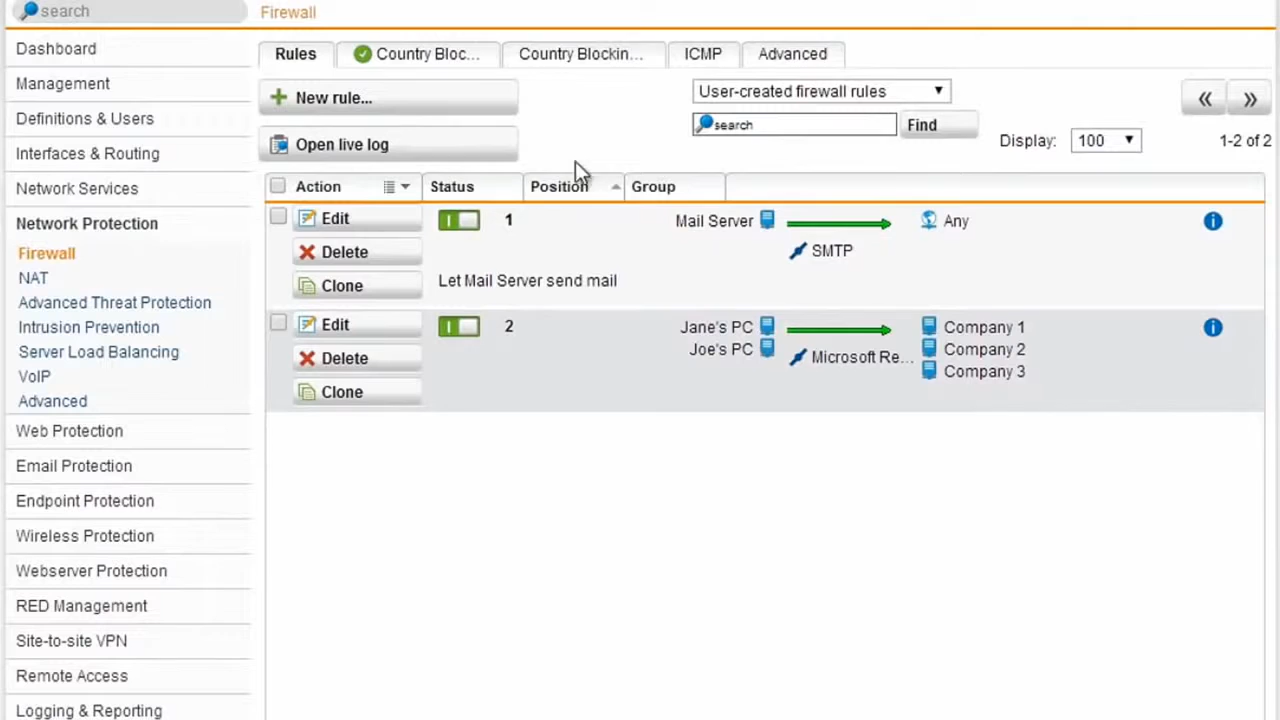 search
Firewall
Dashboard
Management
Definitions & Users
Interfaces & Routing
Network Services
Network Protection
Firewall
NAT
Advanced Threat Protection
Intrusion Prevention
Server Load Balancing
VoIP
Advanced
Web Protection
Email Protection
Endpoint Protection
Wireless Protection
Webserver Protection
RED Management
Site-to-site VPN
Remote Access
Logging & Reporting
Rules
Country Bloc...
Country Blockin...
ICMP
Advanced
New rule...
Open live log
User-created firewall rules
search
Find
Display: 100
1-2 of 2
Action Status Position Group
Edit 1 Mail Server Any
Delete SMTP
Clone Let Mail Server send mail
Edit 2 Jane's PC Company 1
Joe's PC Company 2
Delete Microsoft Re... Company 3
Clone